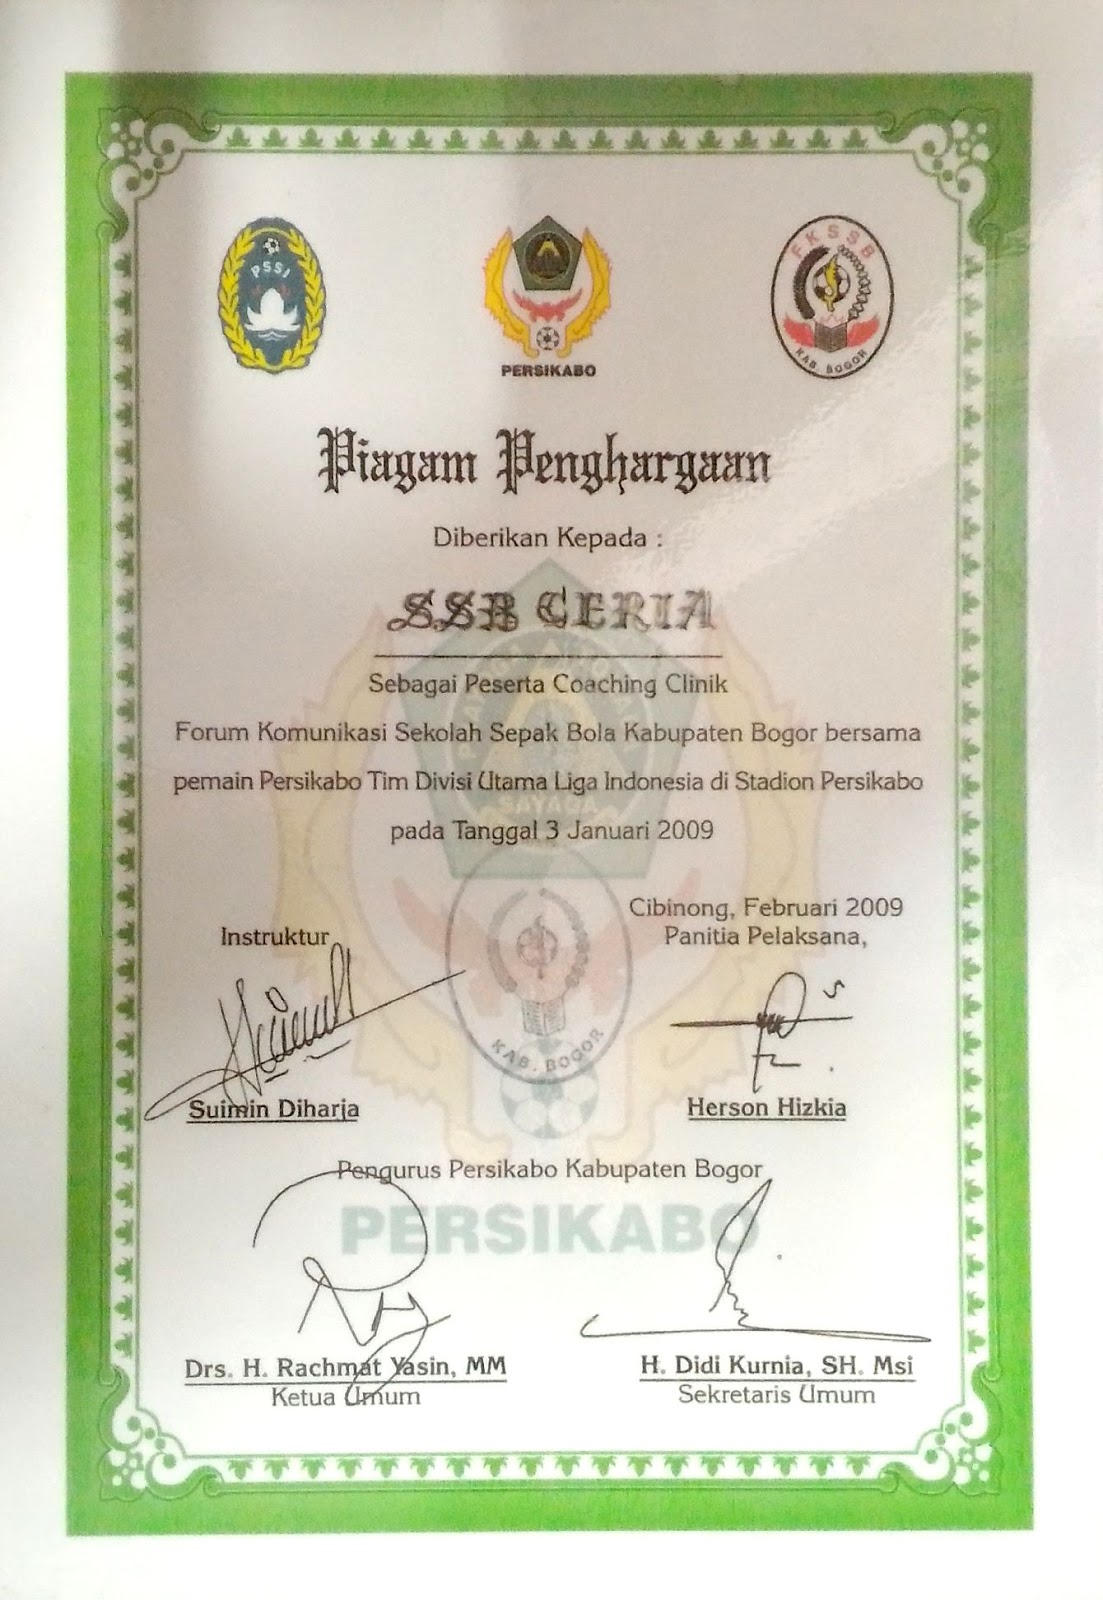 PSSI
PERSIKABO
FKSSB
KAB. BOGOR
Piagam Penghargaan
Diberikan Kepada :
SSB CERIA
Sebagai Peserta Coaching Clinik
Forum Komunikasi Sekolah Sepak Bola Kabupaten Bogor bersama
pemain Persikabo Tim Divisi Utama Liga Indonesia di Stadion Persikabo
pada Tanggal 3 Januari 2009
SAYAGA
Cibinong, Februari 2009
Instruktur
Panitia Pelaksana,
KAB. BOGOR
Suimin Diharja
Herson Hizkia
Pengurus Persikabo Kabupaten Bogor
PERSIKABO
Drs. H. Rachmat Yasin, MM
Ketua Umum
H. Didi Kurnia, SH. Msi
Sekretaris Umum